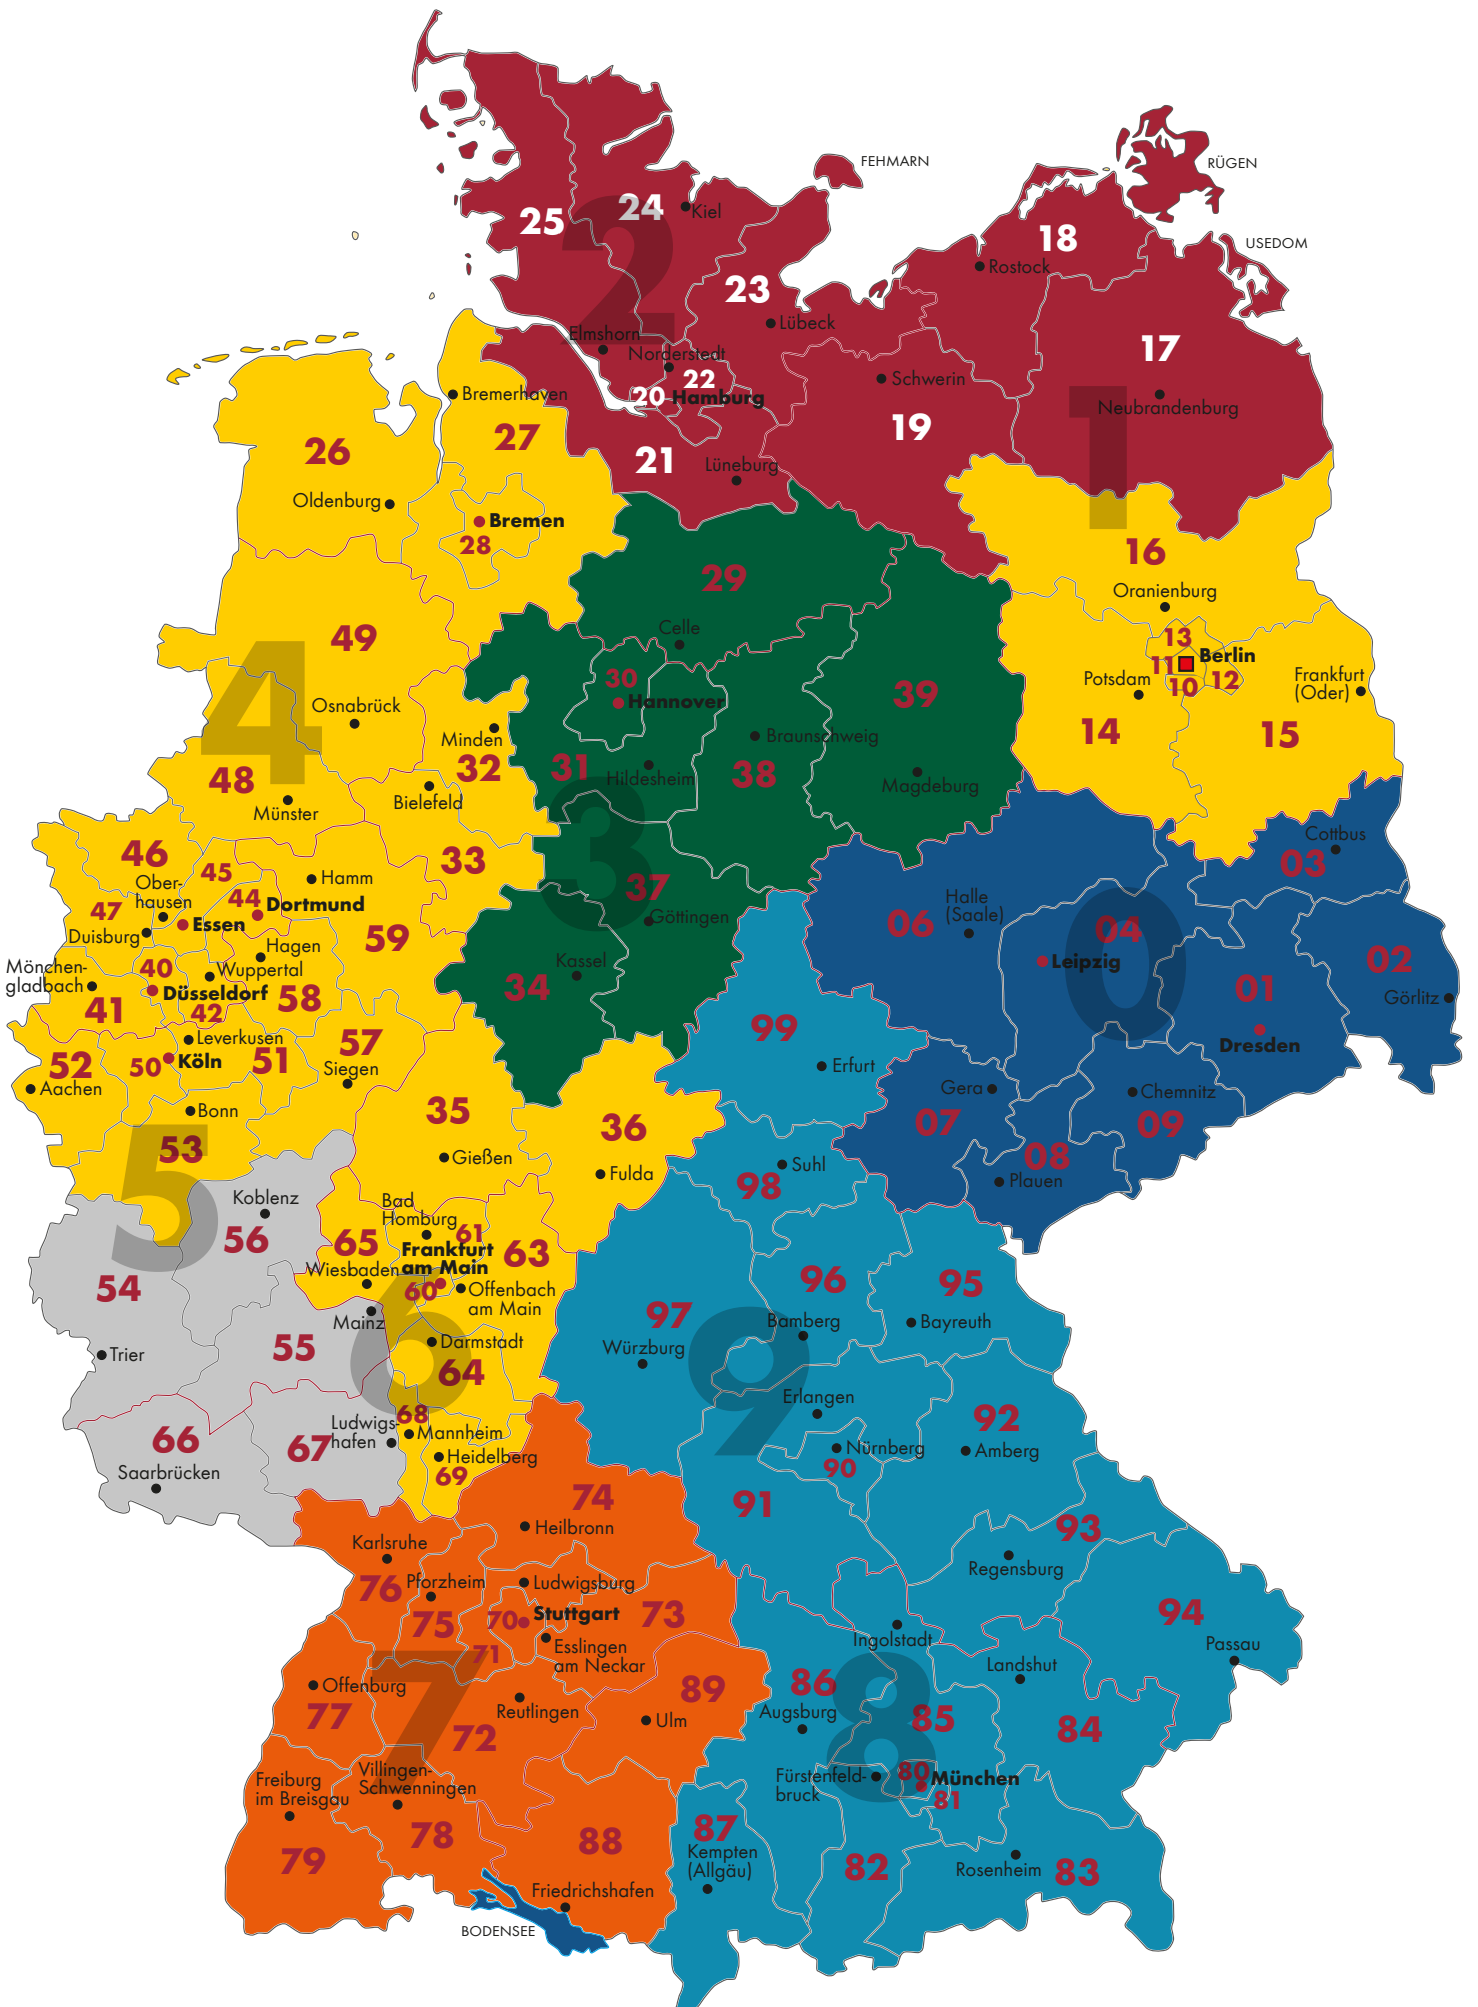 FEHMARN
RÜGEN
25
24
2
Kiel
18
USEDOM
Rostock
23
Lübeck
17
Elmshorn
Norderstedt
22
20
Hamburg
Schwerin
Neubrandenburg
1
Bremerhaven
27
26
19
21
Lüneburg
Oldenburg
Bremen
28
16
29
Oranienburg
Celle
13
49
Berlin
11
12
10
Potsdam
Frankfurt
(Oder)
30
Hannover
39
4
Osnabrück
14
15
Minden
Braunschweig
31
38
32
Hildesheim
48
Magdeburg
Bielefeld
Münster
3
Cottbus
03
46
33
45
Ober-
hausen
Hamm
37
44
Dortmund
Halle
(Saale)
47
Essen
Göttingen
06
04
0
Duisburg
59
Hagen
Leipzig
02
Mönchen-
gladbach
40
Wuppertal
Kassel
34
01
Düsseldorf
58
Görlitz
41
42
99
Leverkusen
57
Dresden
52
50
Köln
51
Siegen
Erfurt
Aachen
Gera
Chemnitz
Bonn
35
07
09
36
53
5
Gießen
08
Suhl
Fulda
98
Plauen
Koblenz
Bad
Homburg
56
65
61
Frankfurt
am Main
63
Wiesbaden
54
60
Offenbach
am Main
96
95
6
97
Mainz
Bamberg
Bayreuth
9
55
Darmstadt
Trier
Würzburg
64
Erlangen
68
92
Ludwigs-
hafen
66
67
Mannheim
Nürnberg
Amberg
Heidelberg
90
69
Saarbrücken
74
91
Heilbronn
93
Karlsruhe
Regensburg
76
Pforzheim
Ludwigsburg
75
70
Stuttgart
73
94
71
Esslingen
am Neckar
Ingolstadt
Passau
7
Landshut
Offenburg
86
89
8
77
Reutlingen
Augsburg
85
Ulm
72
84
Villingen-
Schwenningen
Freiburg
im Breisgau
Fürstenfeld-
bruck
80
München
81
78
88
87
Kempten
(Allgäu)
79
82
Rosenheim
83
Friedrichshafen
BODENSEE